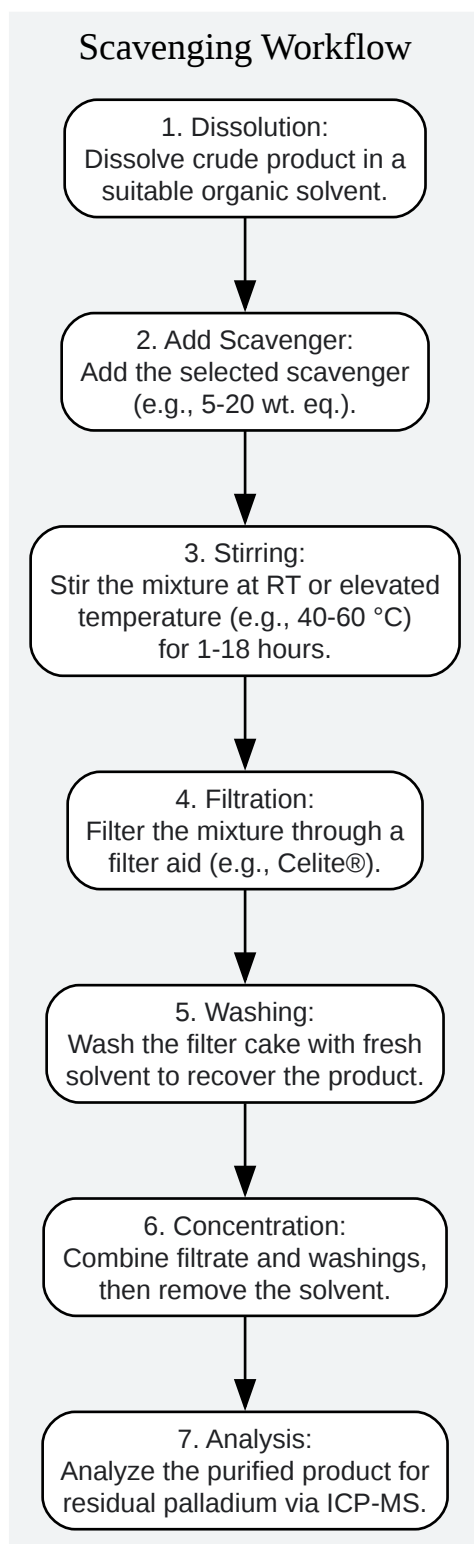 Scavenging Workflow
1. Dissolution:
Dissolve crude product in a
suitable organic solvent.
2. Add Scavenger:
Add the selected scavenger
(e.g., 5-20 wt. eq.).
3. Stirring:
Stir the mixture at RT or elevated
temperature (e.g., 40-60 °C)
for 1-18 hours.
4. Filtration:
Filter the mixture through a
filter aid (e.g., Celite®).
5. Washing:
Wash the filter cake with fresh
solvent to recover the product.
6. Concentration:
Combine filtrate and washings,
then remove the solvent.
7. Analysis:
Analyze the purified product for
residual palladium via ICP-MS.